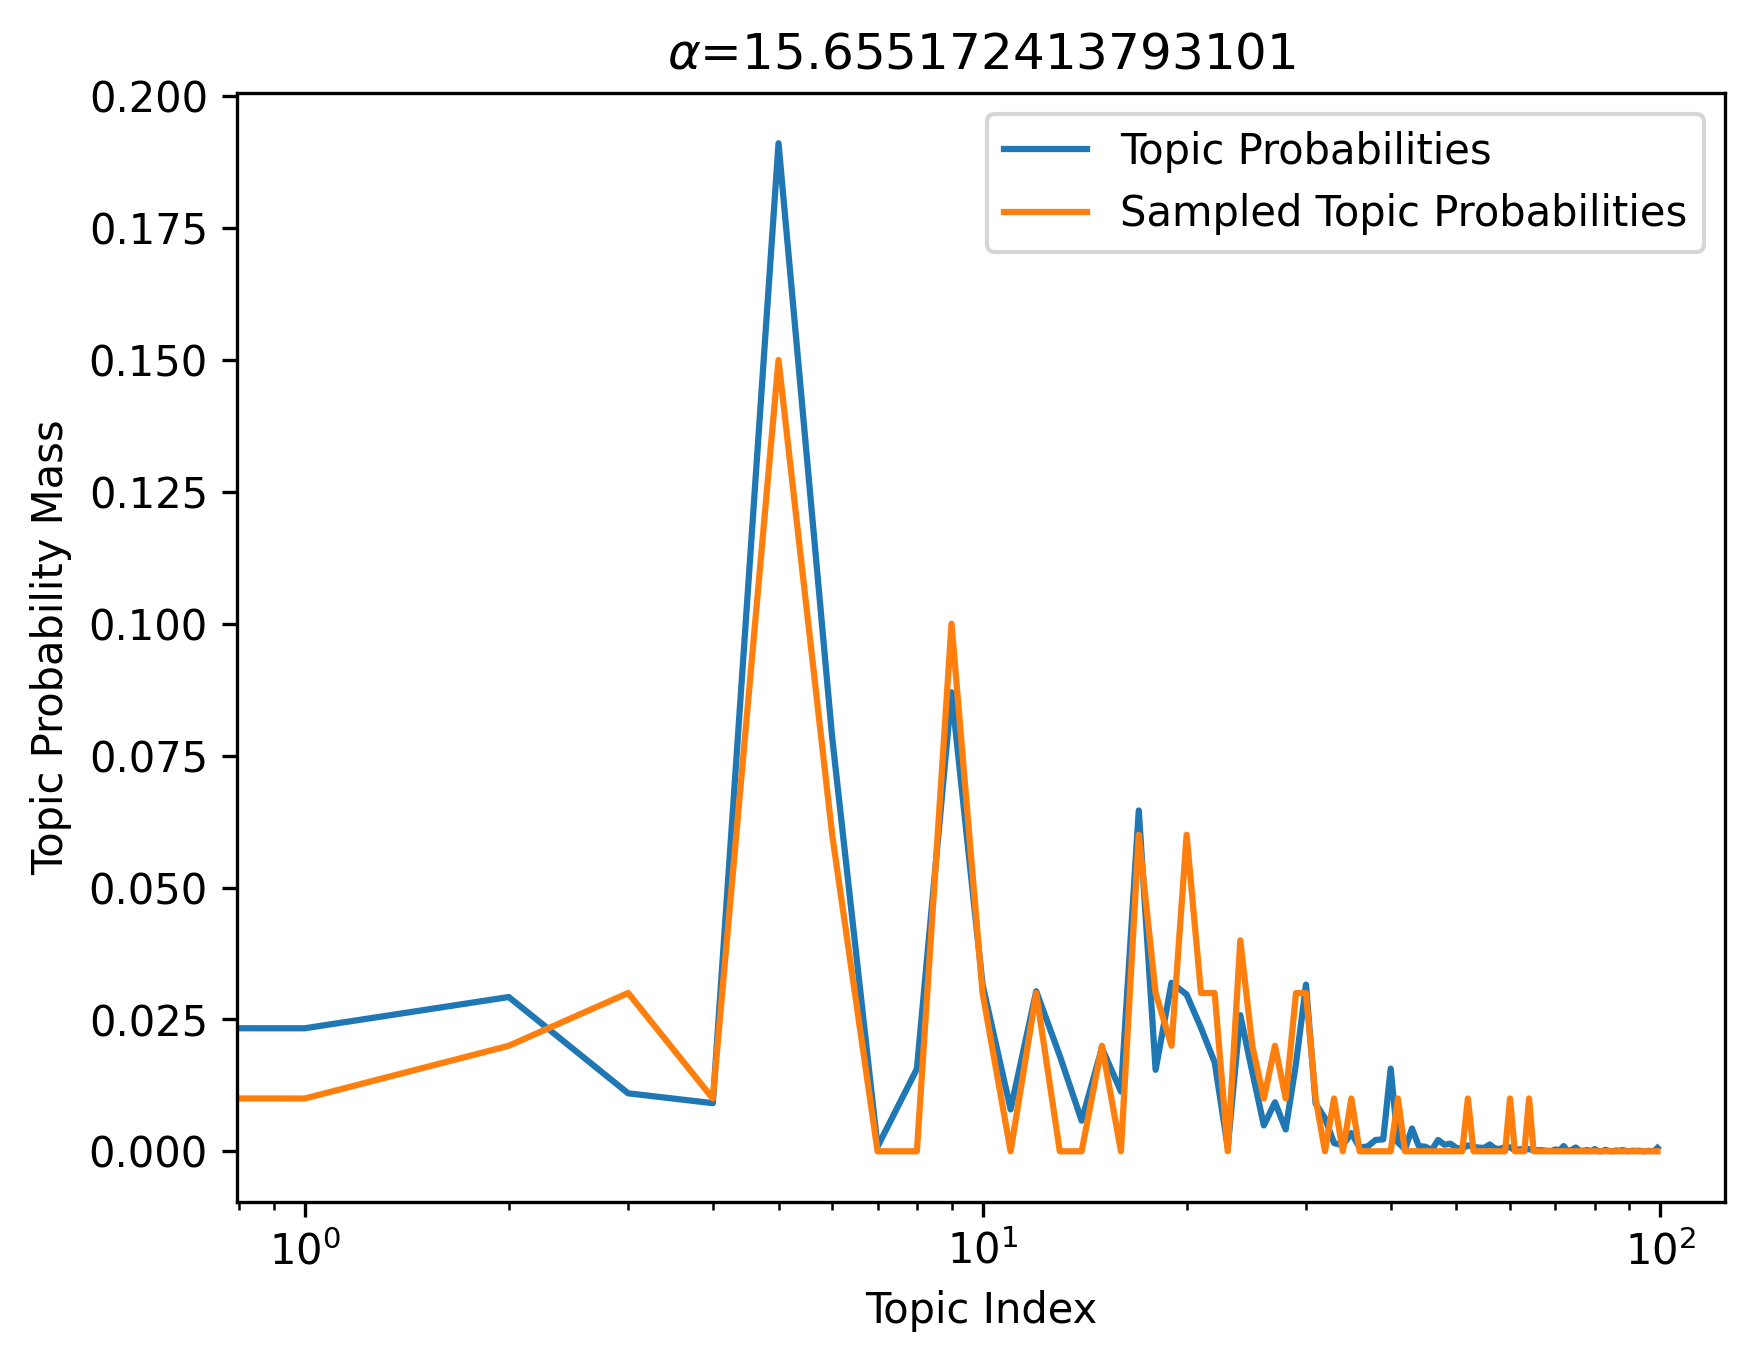 α=15.655172413793101
Topic Probabilities
Sampled Topic Probabilities
Topic Probability Mass
0.200
0.175
0.150
0.125
0.100
0.075
0.050
0.025
0.000
10⁰ 10¹ 10²
Topic Index